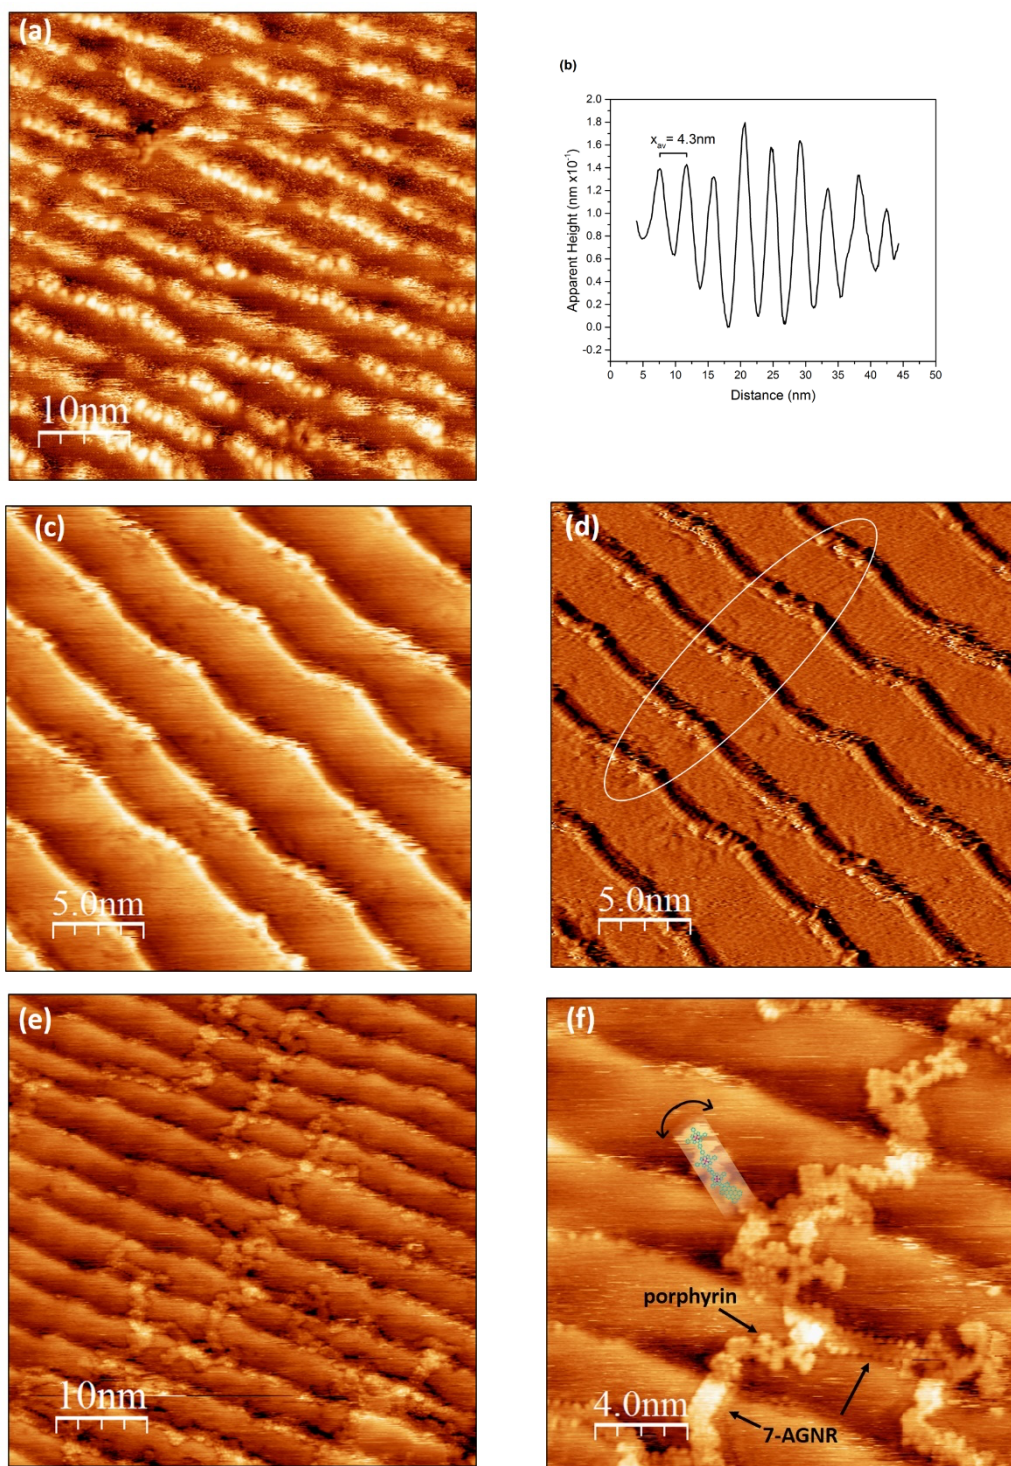 (a)
10nm
(b)
x_av = 4.3nm
Apparent Height (nm x10^-1)
2.0
1.8
1.6
1.4
1.2
1.0
0.8
0.6
0.4
0.2
0.0
-0.2
0 5 10 15 20 25 30 35 40 45 50
Distance (nm)
(c)
5.0nm
(d)
5.0nm
(e)
10nm
(f)
porphyrin
4.0nm
7-AGNR